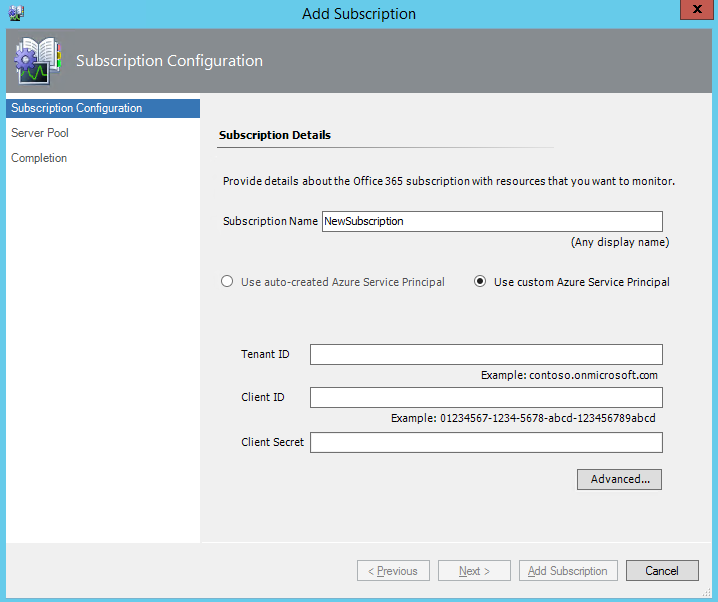 Add Subscription
x
Subscription Configuration
Subscription Configuration
Server Pool
Completion
Subscription Details
Provide details about the Office 365 subscription with resources that you want to monitor.
Subscription Name NewSubscription
(Any display name)
Use auto-created Azure Service Principal Use custom Azure Service Principal
Tenant ID
Example: contoso.onmicrosoft.com
Client ID
Example: 01234567-1234-5678-abcd-123456789abcd
Client Secret
Advanced...
< Previous Next > Add Subscription Cancel